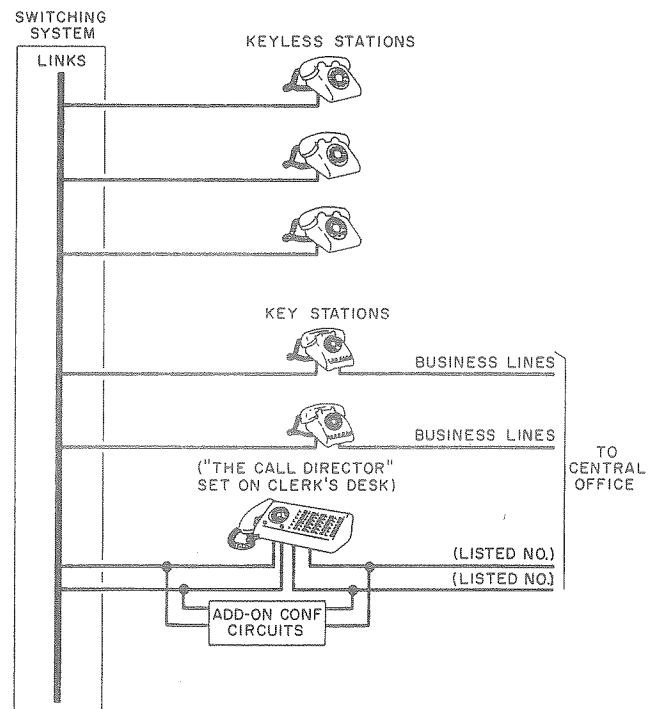 SWITCHING
SYSTEM
LINKS
KEYLESS STATIONS
KEY STATIONS
BUSINESS LINES
BUSINESS LINES
TO
CENTRAL
OFFICE
("THE CALL DIRECTOR"
SET ON CLERK'S DESK)
(LISTED NO.)
(LISTED NO.)
ADD-ON CONF
CIRCUITS